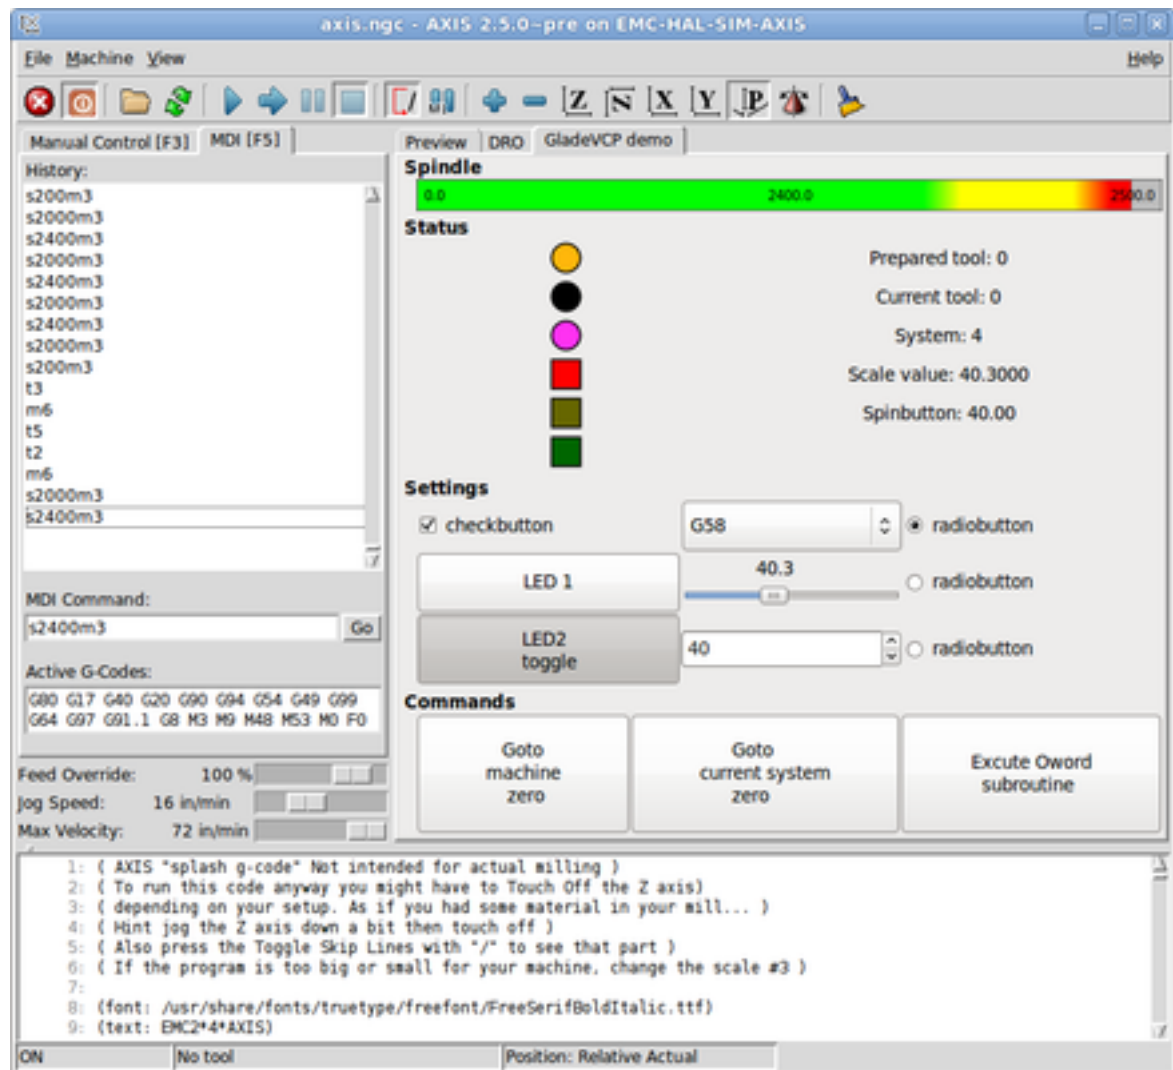 axis.ngc - AXIS 2.5.0~pre on EMC-HAL-SIM-AXIS
File Machine View Help
Z N X Y P
Manual Control [F3] MDI [F5]
History:
s200m3
s2000m3
s2400m3
s2000m3
s2400m3
s2000m3
s2400m3
s2000m3
s200m3
t3
m6
t5
t2
m6
s2000m3
s2400m3
MDI Command:
s2400m3 Go
Active G-Codes:
G80 G17 G40 G20 G90 G94 G54 G49 G99
G64 G97 G91.1 G8 M3 M9 M48 M53 M0 F0
Feed Override: 100 %
Jog Speed: 16 in/min
Max Velocity: 72 in/min
Preview DRO GladeVCP demo
Spindle
0.0 2400.0 2500.0
Status
Prepared tool: 0
Current tool: 0
System: 4
Scale value: 40.3000
Spinbutton: 40.00
Settings
checkbutton G58 radiobutton
LED 1 40.3 radiobutton
LED2
toggle
40 radiobutton
Commands
Goto
machine
zero
Goto
current system
zero
Excute Oword
subroutine
1: ( AXIS "splash g-code" Not intended for actual milling )
2: ( To run this code anyway you might have to Touch Off the Z axis)
3: ( depending on your setup. As if you had some material in your mill... )
4: ( Hint jog the Z axis down a bit then touch off )
5: ( Also press the Toggle Skip Lines with "/" to see that part )
6: ( If the program is too big or small for your machine, change the scale #3 )
7:
8: (font: /usr/share/fonts/truetype/freefont/FreeSerifBoldItalic.ttf)
9: (text: EMC2*4*AXIS)
ON No tool Position: Relative Actual